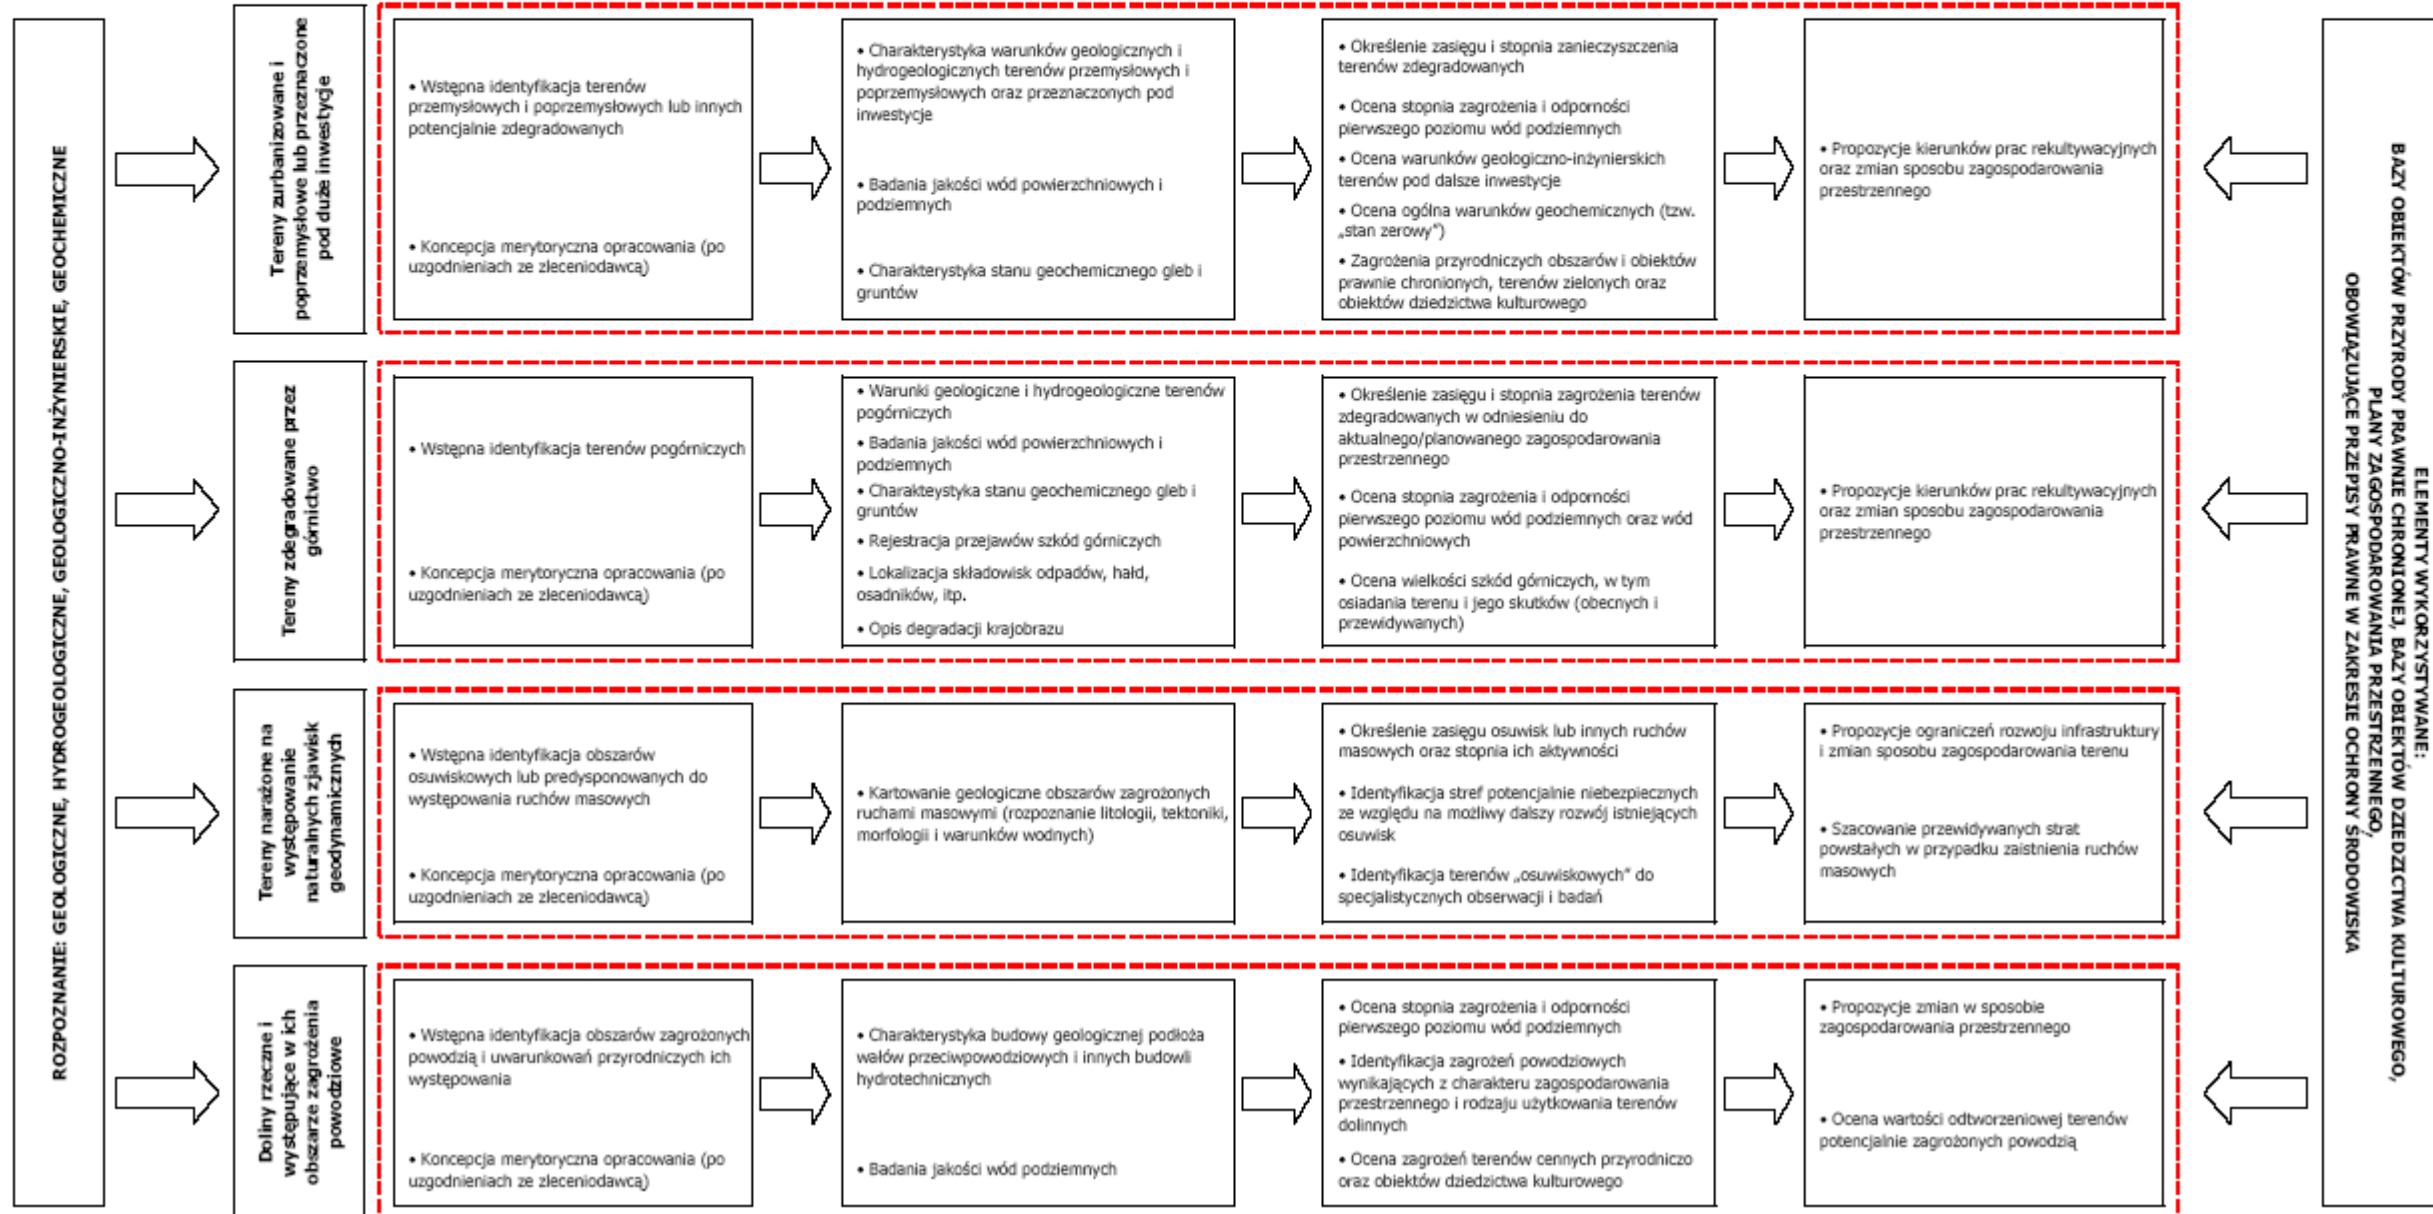 ROZPOZNANIE: GEOLOGICZNE, HYDROGEOLOGICZNE, GEOLOGICZNO-INŻYNIERSKIE, GEOCHEMICZNE
Tereny zurbanizowane i
poprzemysłowe lub przeznaczone
pod duże inwestycje
• Wstępna identyfikacja terenów
przemysłowych i poprzemysłowych lub innych
potencjalnie zdegradowanych
• Koncepcja merytoryczna opracowania (po
uzgodnieniach ze zleceniodawcą)
• Charakterystyka warunków geologicznych i
hydrogeologicznych terenów przemysłowych i
poprzemysłowych oraz przeznaczonych pod
inwestycje
• Badania jakości wód powierzchniowych i
podziemnych
• Charakterystyka stanu geochemicznego gleb i
gruntów
• Określenie zasięgu i stopnia zanieczyszczenia
terenów zdegradowanych
• Ocena stopnia zagrożenia i odporności
pierwszego poziomu wód podziemnych
• Ocena warunków geologiczno-inżynierskich
terenów pod dalsze inwestycje
• Ocena ogólna warunków geochemicznych (tzw.
„stan zerowy”)
• Zagrożenia przyrodniczych obszarów i obiektów
prawnie chronionych, terenów zielonych oraz
obiektów dziedzictwa kulturowego
• Propozycje kierunków prac rekultywacyjnych
oraz zmian sposobu zagospodarowania
przestrzennego
Tereny zdegradowane przez
górnictwo
• Wstępna identyfikacja terenów pogórniczych
• Koncepcja merytoryczna opracowania (po
uzgodnieniach ze zleceniodawcą)
• Warunki geologiczne i hydrogeologiczne terenów
pogórniczych
• Badania jakości wód powierzchniowych i
podziemnych
• Charakteystyka stanu geochemicznego gleb i
gruntów
• Rejestracja przejawów szkód górniczych
• Lokalizacja składowisk odpadów, hałd,
osadników, itp.
• Opis degradacji krajobrazu
• Określenie zasięgu i stopnia zagrożenia terenów
zdegradowanych w odniesieniu do
aktualnego/planowanego zagospodarowania
przestrzennego
• Ocena stopnia zagrożenia i odporności
pierwszego poziomu wód podziemnych oraz wód
powierzchniowych
• Ocena wielkości szkód górniczych, w tym
osiadania terenu i jego skutków (obecnych i
przewidywanych)
• Propozycje kierunków prac rekultywacyjnych
oraz zmian sposobu zagospodarowania
przestrzennego
Tereny narażone na
występowanie
naturalnych zjawisk
geodynamicznych
• Wstępna identyfikacja obszarów
osuwiskowych lub predysponowanych do
występowania ruchów masowych
• Koncepcja merytoryczna opracowania (po
uzgodnieniach ze zleceniodawcą)
• Kartowanie geologiczne obszarów zagrożonych
ruchami masowymi (rozpoznanie litologii, tektoniki,
morfologii i warunków wodnych)
• Określenie zasięgu osuwisk lub innych ruchów
masowych oraz stopnia ich aktywności
• Identyfikacja stref potencjalnie niebezpiecznych
ze względu na możliwy dalszy rozwój istniejących
osuwisk
• Identyfikacja terenów „osuwiskowych” do
specjalistycznych obserwacji i badań
• Propozycje ograniczeń rozwoju infrastruktury
i zmian sposobu zagospodarowania terenu
• Szacowanie przewidywanych strat
powstałych w przypadku zaistnienia ruchów
masowych
Doliny rzeczne i
występujące w ich
obszarze zagrożenia
powodziowe
• Wstępna identyfikacja obszarów zagrożonych
powodzią i uwarunkowań przyrodniczych ich
występowania
• Koncepcja merytoryczna opracowania (po
uzgodnieniach ze zleceniodawcą)
• Charakterystyka budowy geologicznej podłoża
wałów przeciwpowodziowych i innych budowli
hydrotechnicznych
• Badania jakości wód podziemnych
• Ocena stopnia zagrożenia i odporności
pierwszego poziomu wód podziemnych
• Identyfikacja zagrożeń powodziowych
wynikających z charakteru zagospodarowania
przestrzennego i rodzaju użytkowania terenów
dolinnych
• Ocena zagrożeń terenów cennych przyrodniczo
oraz obiektów dziedzictwa kulturowego
• Propozycje zmian w sposobie
zagospodarowania przestrzennego
• Ocena wartości odtworzeniowej terenów
potencjalnie zagrożonych powodzią
ELEMENTY WYKORZYSTYWANE:
BAZY OBIEKTÓW PRZYRODY PRAWNIE CHRONIONEJ, BAZY OBIEKTÓW DZIEDZICTWA KULTUROWEGO,
PLANY ZAGOSPODAROWANIA PRZESTRZENNEGO,
OBOWIĄZUJĄCE PRZEPISY PRAWNE W ZAKRESIE OCHRONY ŚRODOWISKA